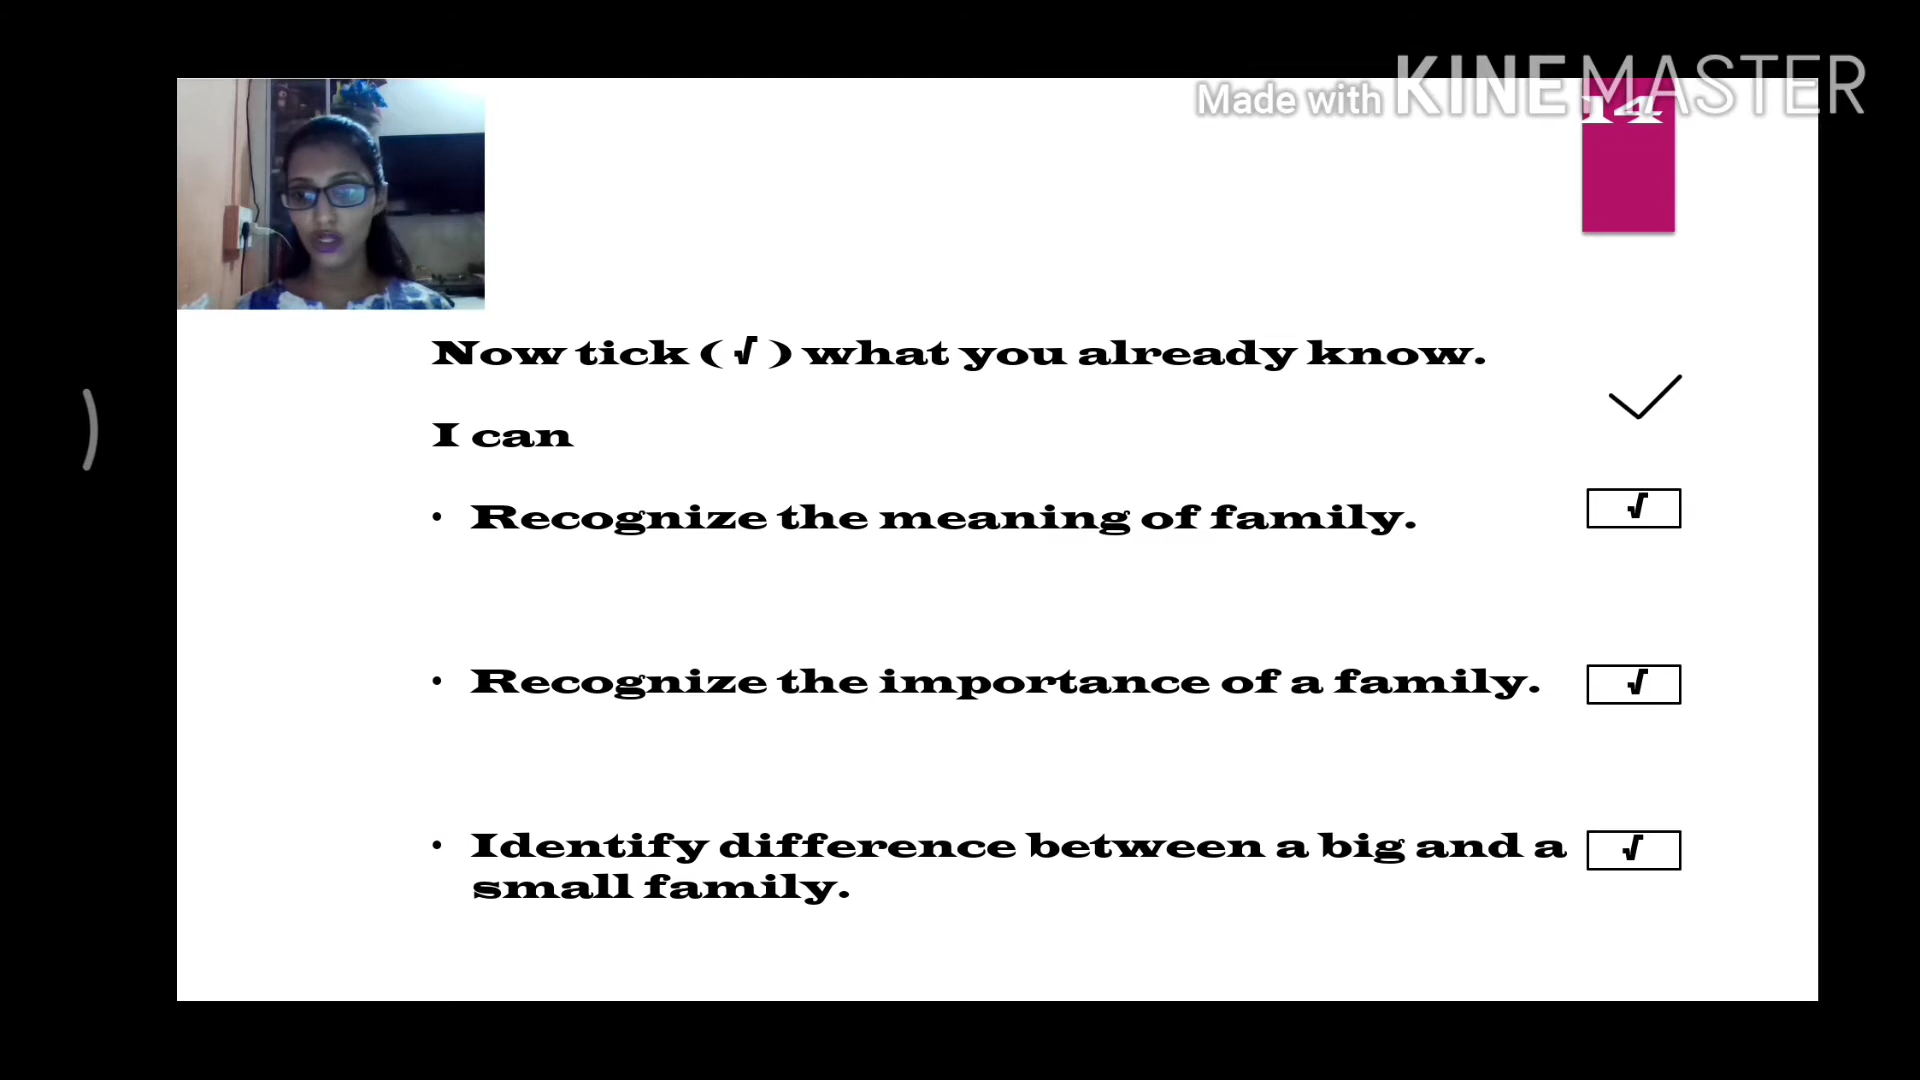 Made with KINEMASTER
14
Now tick ( √ ) what you already know.
I can
• Recognize the meaning of family. √
• Recognize the importance of a family. √
• Identify difference between a big and a √
small family.